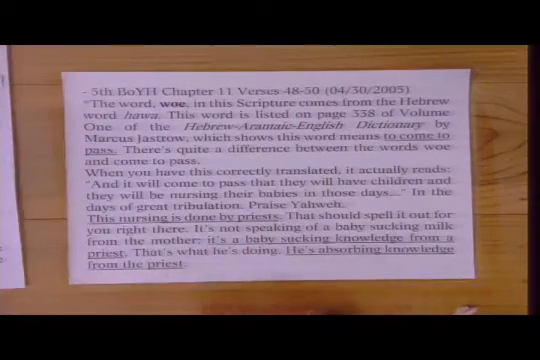 - 5th BoYH Chapter 11 Verses 48-50 (04/30/2005)
"The word, woe, in this Scripture comes from the Hebrew
word hawa. This word is listed on page 338 of Volume
One of the Hebrew-Aramaic-English Dictionary by
Marcus Jastrow, which shows this word means to come to
pass. There's quite a difference between the words woe
and come to pass.
When you have this correctly translated, it actually reads:
"And it will come to pass that they will have children and
they will be nursing their babies in those days..." In the
days of great tribulation. Praise Yahweh.
This nursing is done by priests. That should spell it out for
you right there. It's not speaking of a baby sucking milk
from the mother; it's a baby sucking knowledge from a
priest. That's what he's doing. He's absorbing knowledge
from the priest.